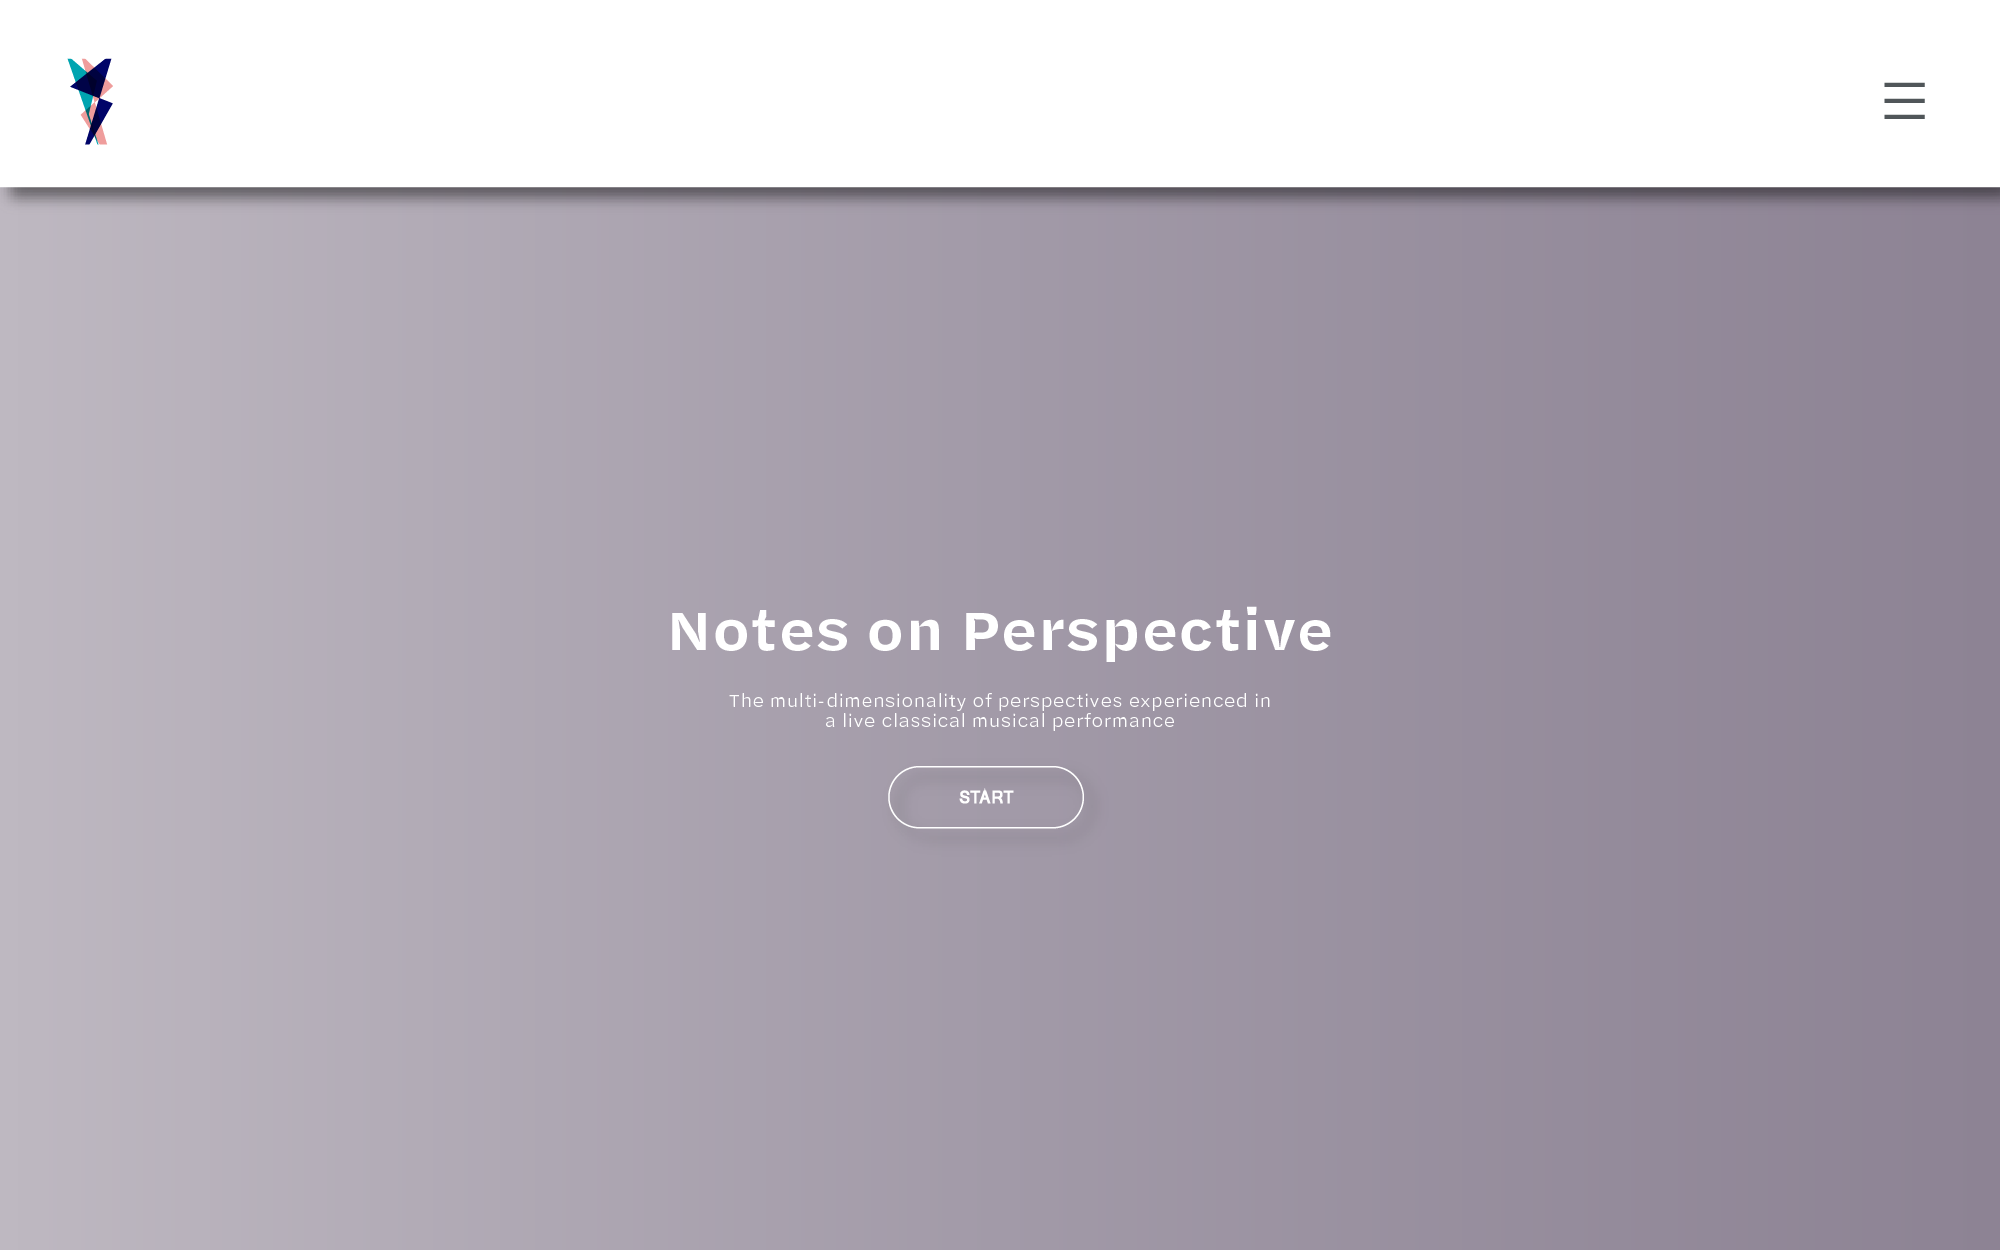 Notes on Perspective
The multi-dimensionality of perspectives experienced in
a live classical musical performance
START